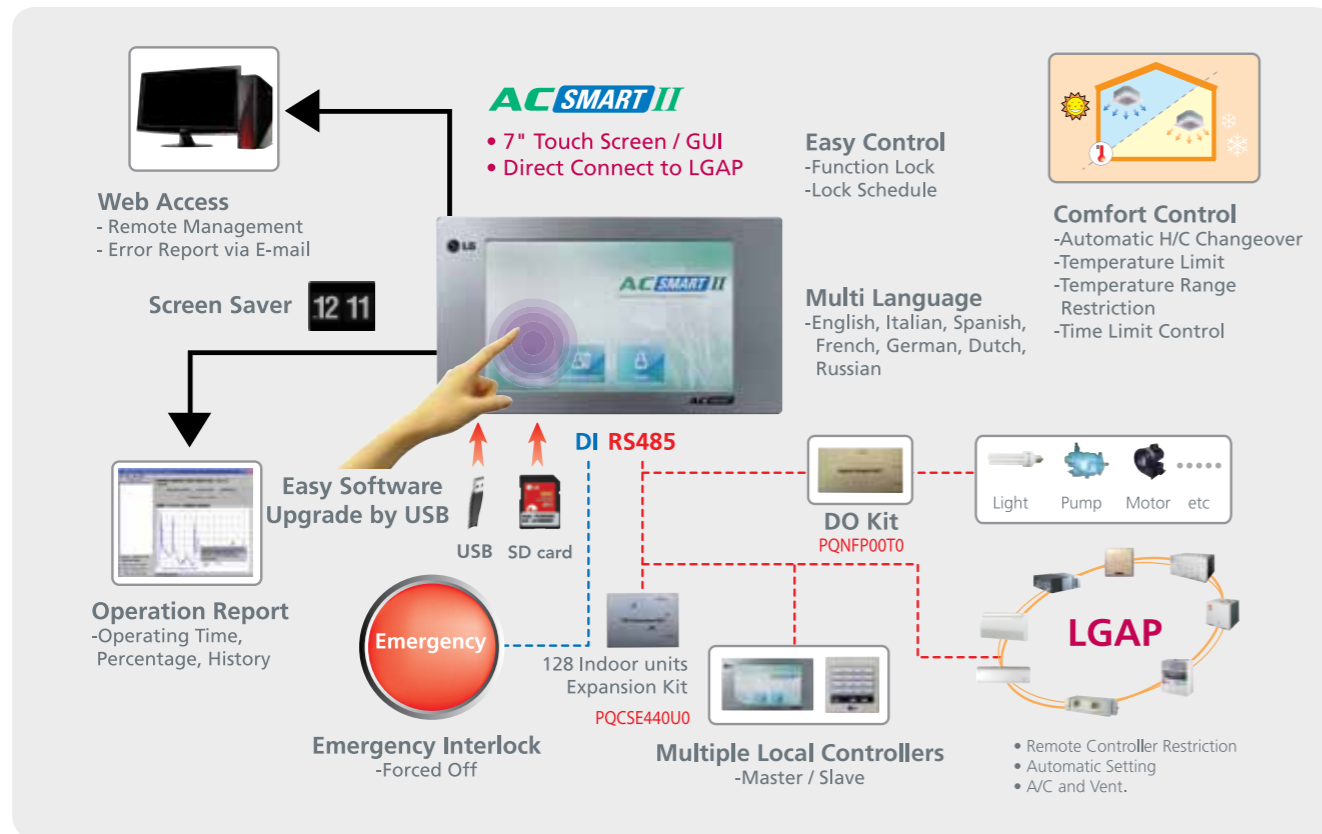 AC SMART II
• 7" Touch Screen / GUI
• Direct Connect to LGAP
Web Access
- Remote Management
- Error Report via E-mail
Screen Saver
12 11
LG
AC SMART II
AC SMART
Easy Control
-Function Lock
-Lock Schedule
Multi Language
-English, Italian, Spanish,
French, German, Dutch,
Russian
Comfort Control
-Automatic H/C Changeover
-Temperature Limit
-Temperature Range
Restriction
-Time Limit Control
Operation Report
-Operating Time,
Percentage, History
Easy Software
Upgrade by USB
USB
SD card
LG
DI RS485
DO Kit
PQNFP00T0
Light Pump Motor etc
Emergency
Emergency Interlock
-Forced Off
128 Indoor units
Expansion Kit
PQCSE440U0
Multiple Local Controllers
-Master / Slave
LGAP
• Remote Controller Restriction
• Automatic Setting
• A/C and Vent.